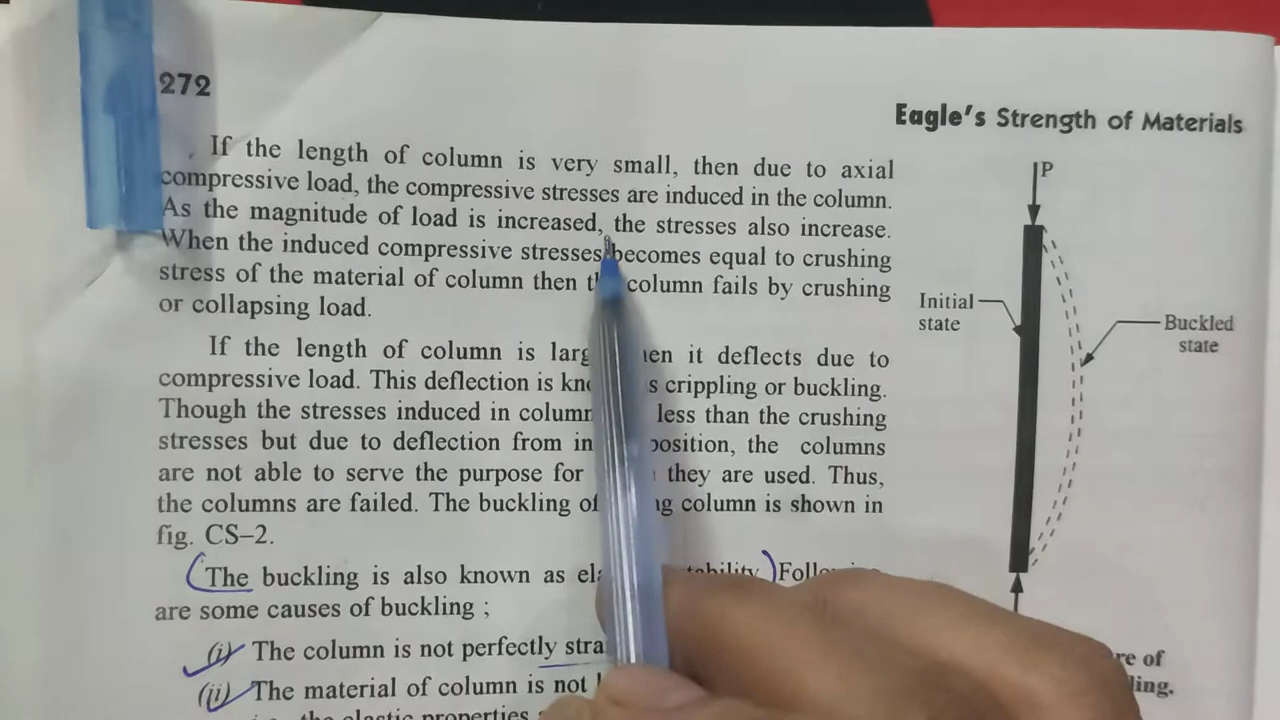 272
Eagle's Strength of Materials
If the length of column is very small, then due to axial
compressive load, the compressive stresses are induced in the column.
As the magnitude of load is increased, the stresses also increase.
When the induced compressive stresses becomes equal to crushing
stress of the material of column then column fails by crushing
or collapsing load.
If the length of column is it deflects due to
compressive load. This deflection is crippling or buckling.
Though the stresses induced in less than the crushing
stresses but due to deflection from the columns
are not able to serve the purpose for they are used. Thus,
the columns are failed. The buckling column is shown in
fig. CS–2.
(The buckling is also known as
are some causes of buckling ;
(i) The column is not perfectly
(ii) The material of column is not
properties
P
Initial
state
Buckled
state
of